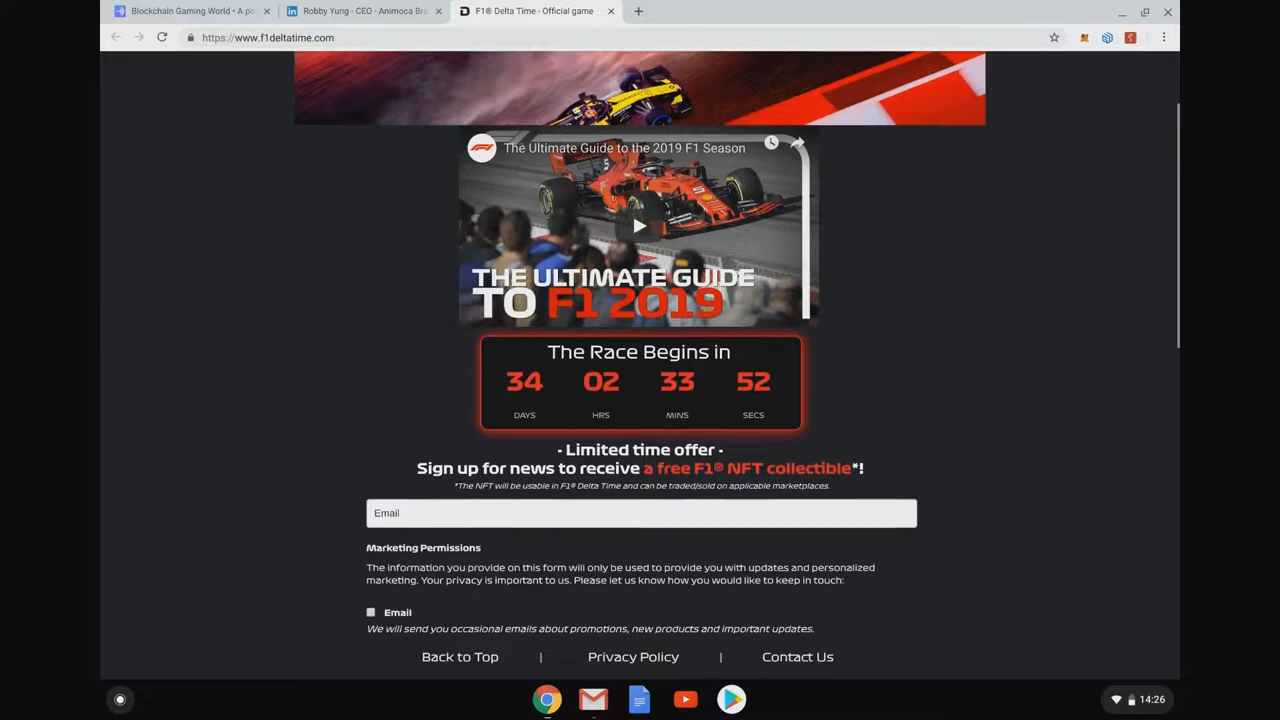 Blockchain Gaming World • A po
Robby Yung - CEO - Animoca Bra
F1® Delta Time - Official game
https://www.f1deltatime.com
The Ultimate Guide to the 2019 F1 Season
THE ULTIMATE GUIDE
TO F1 2019
The Race Begins in
34 02 33 52
DAYS HRS MINS SECS
- Limited time offer -
Sign up for news to receive a free F1® NFT collectible*!
*The NFT will be usable in F1® Delta Time and can be traded/sold on applicable marketplaces.
Email
Marketing Permissions
The information you provide on this form will only be used to provide you with updates and personalized
marketing. Your privacy is important to us. Please let us know how you would like to keep in touch:
Email
We will send you occasional emails about promotions, new products and important updates.
Back to Top | Privacy Policy | Contact Us
14:26